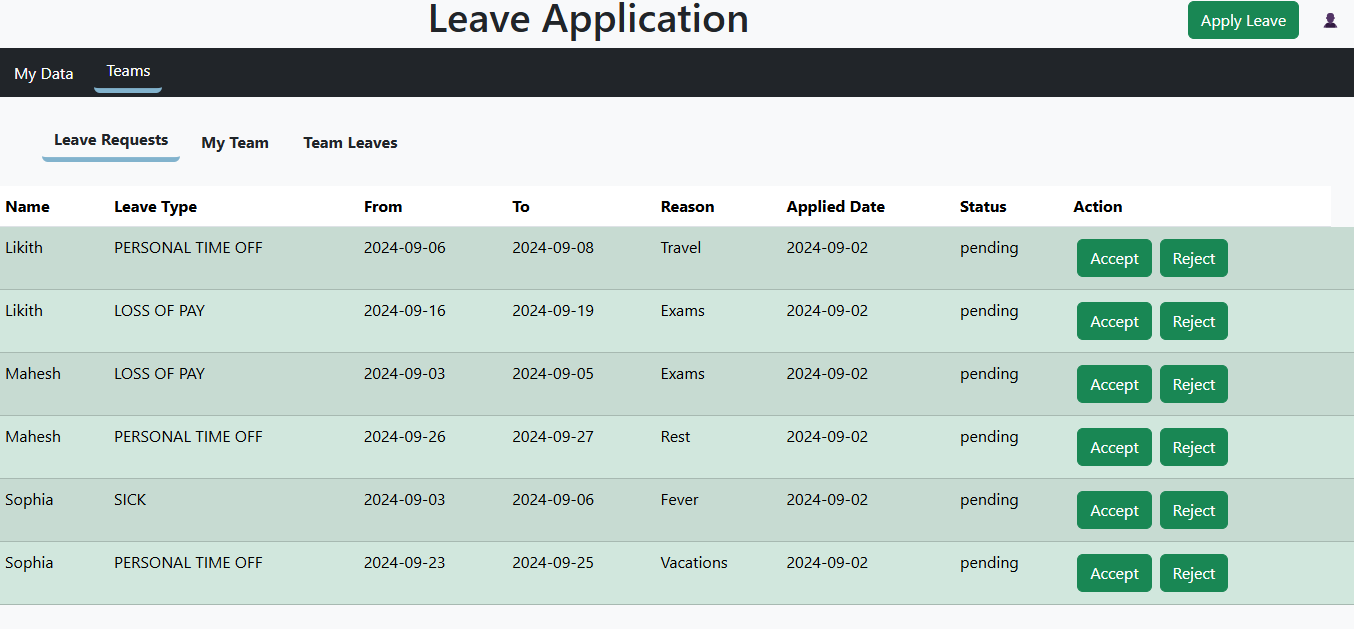 Leave Application
Apply Leave
My Data Teams
Leave Requests My Team Team Leaves
Name Leave Type From To Reason Applied Date Status Action
Likith PERSONAL TIME OFF 2024-09-06 2024-09-08 Travel 2024-09-02 pending Accept Reject
Likith LOSS OF PAY 2024-09-16 2024-09-19 Exams 2024-09-02 pending Accept Reject
Mahesh LOSS OF PAY 2024-09-03 2024-09-05 Exams 2024-09-02 pending Accept Reject
Mahesh PERSONAL TIME OFF 2024-09-26 2024-09-27 Rest 2024-09-02 pending Accept Reject
Sophia SICK 2024-09-03 2024-09-06 Fever 2024-09-02 pending Accept Reject
Sophia PERSONAL TIME OFF 2024-09-23 2024-09-25 Vacations 2024-09-02 pending Accept Reject